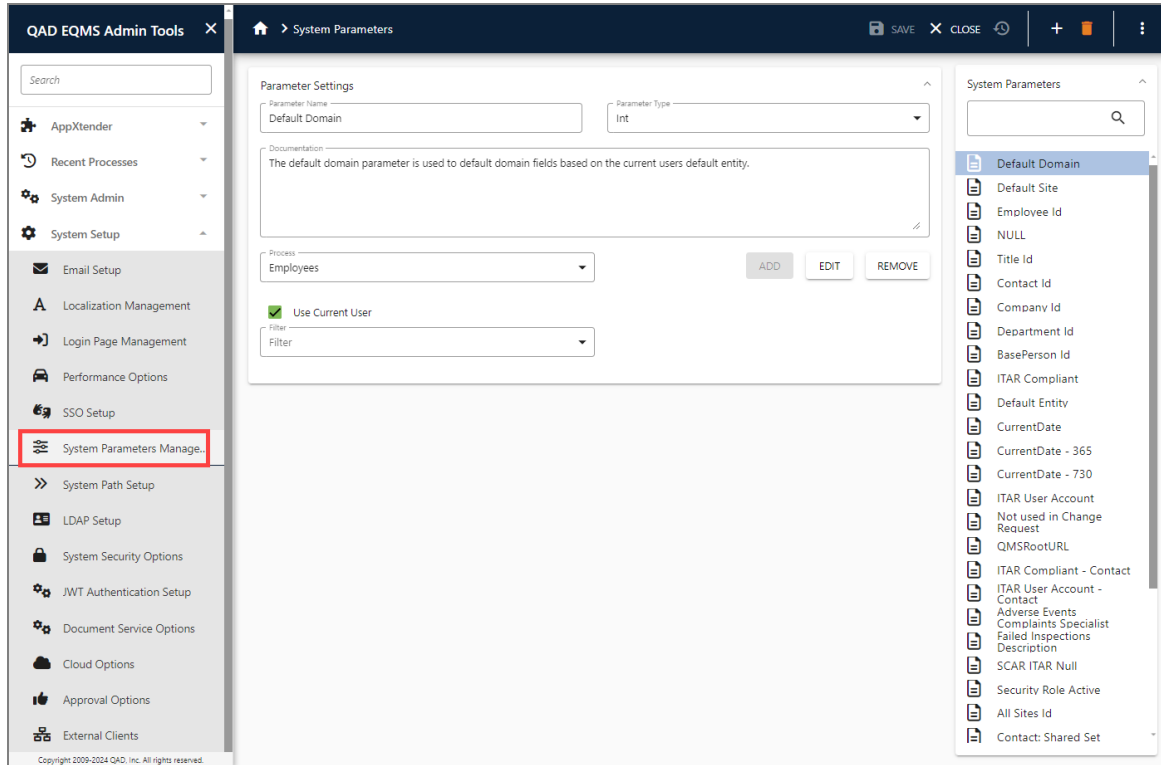 QAD EQMS Admin Tools
System Parameters
SAVE
CLOSE
Search
AppXtender
Recent Processes
System Admin
System Setup
Email Setup
Localization Management
Login Page Management
Performance Options
SSO Setup
System Parameters Manage..
System Path Setup
LDAP Setup
System Security Options
JWT Authentication Setup
Document Service Options
Cloud Options
Approval Options
External Clients
Copyright 2009-2024 QAD, Inc. All rights reserved.
Parameter Settings
Parameter Name
Default Domain
Parameter Type
Int
Documentation
The default domain parameter is used to default domain fields based on the current users default entity.
Process
Employees
ADD
EDIT
REMOVE
Use Current User
Filter
Filter
System Parameters
Default Domain
Default Site
Employee Id
NULL
Title Id
Contact Id
Company Id
Department Id
BasePerson Id
ITAR Compliant
Default Entity
CurrentDate
CurrentDate - 365
CurrentDate - 730
ITAR User Account
Not used in Change
Request
QMSRootURL
ITAR Compliant - Contact
ITAR User Account -
Contact
Adverse Events
Complaints Specialist
Failed Inspections
Description
SCAR ITAR Null
Security Role Active
All Sites Id
Contact: Shared Set